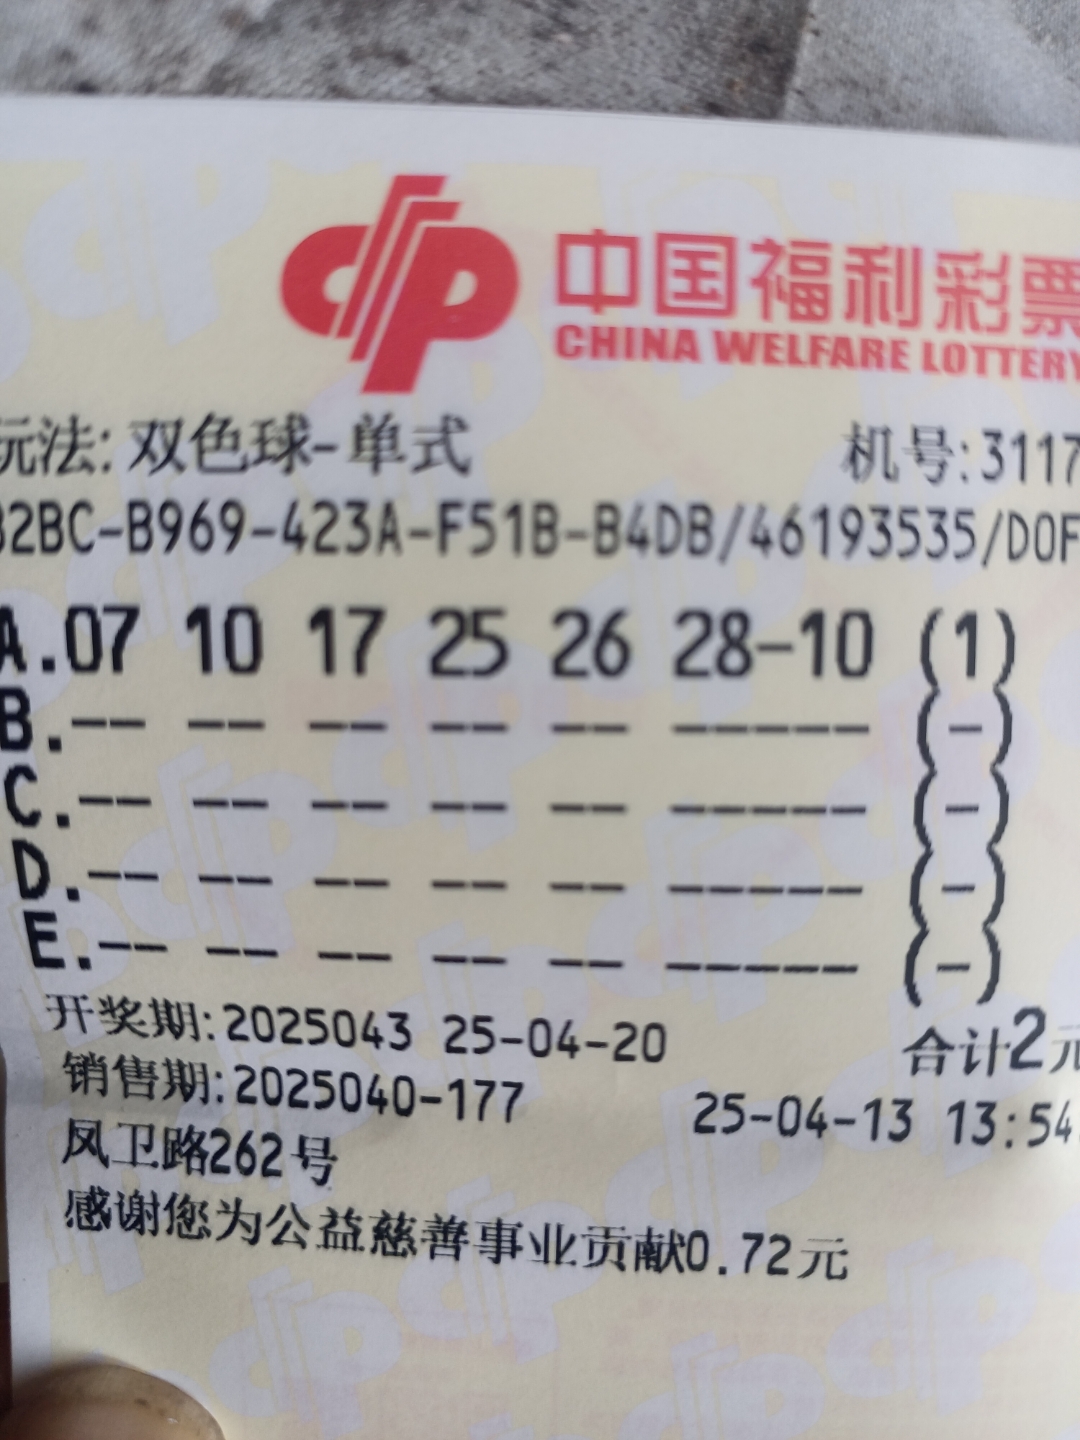 中国福利彩票
CHINA WELFARE LOTTERY
玩法:双色球-单式 机号:3117
B2BC-B969-423A-F51B-B4DB/46193535/D0F
A.07 10 17 25 26 28-10 (1)
B.-- -- -- -- -- ----- (-)
C.-- -- -- -- -- ----- (-)
D.-- -- -- -- -- ----- (-)
E.-- -- -- -- -- ----- (-)
开奖期:2025043 25-04-20 合计2元
销售期:2025040-177 25-04-13 13:54
凤卫路262号
感谢您为公益慈善事业贡献0.72元